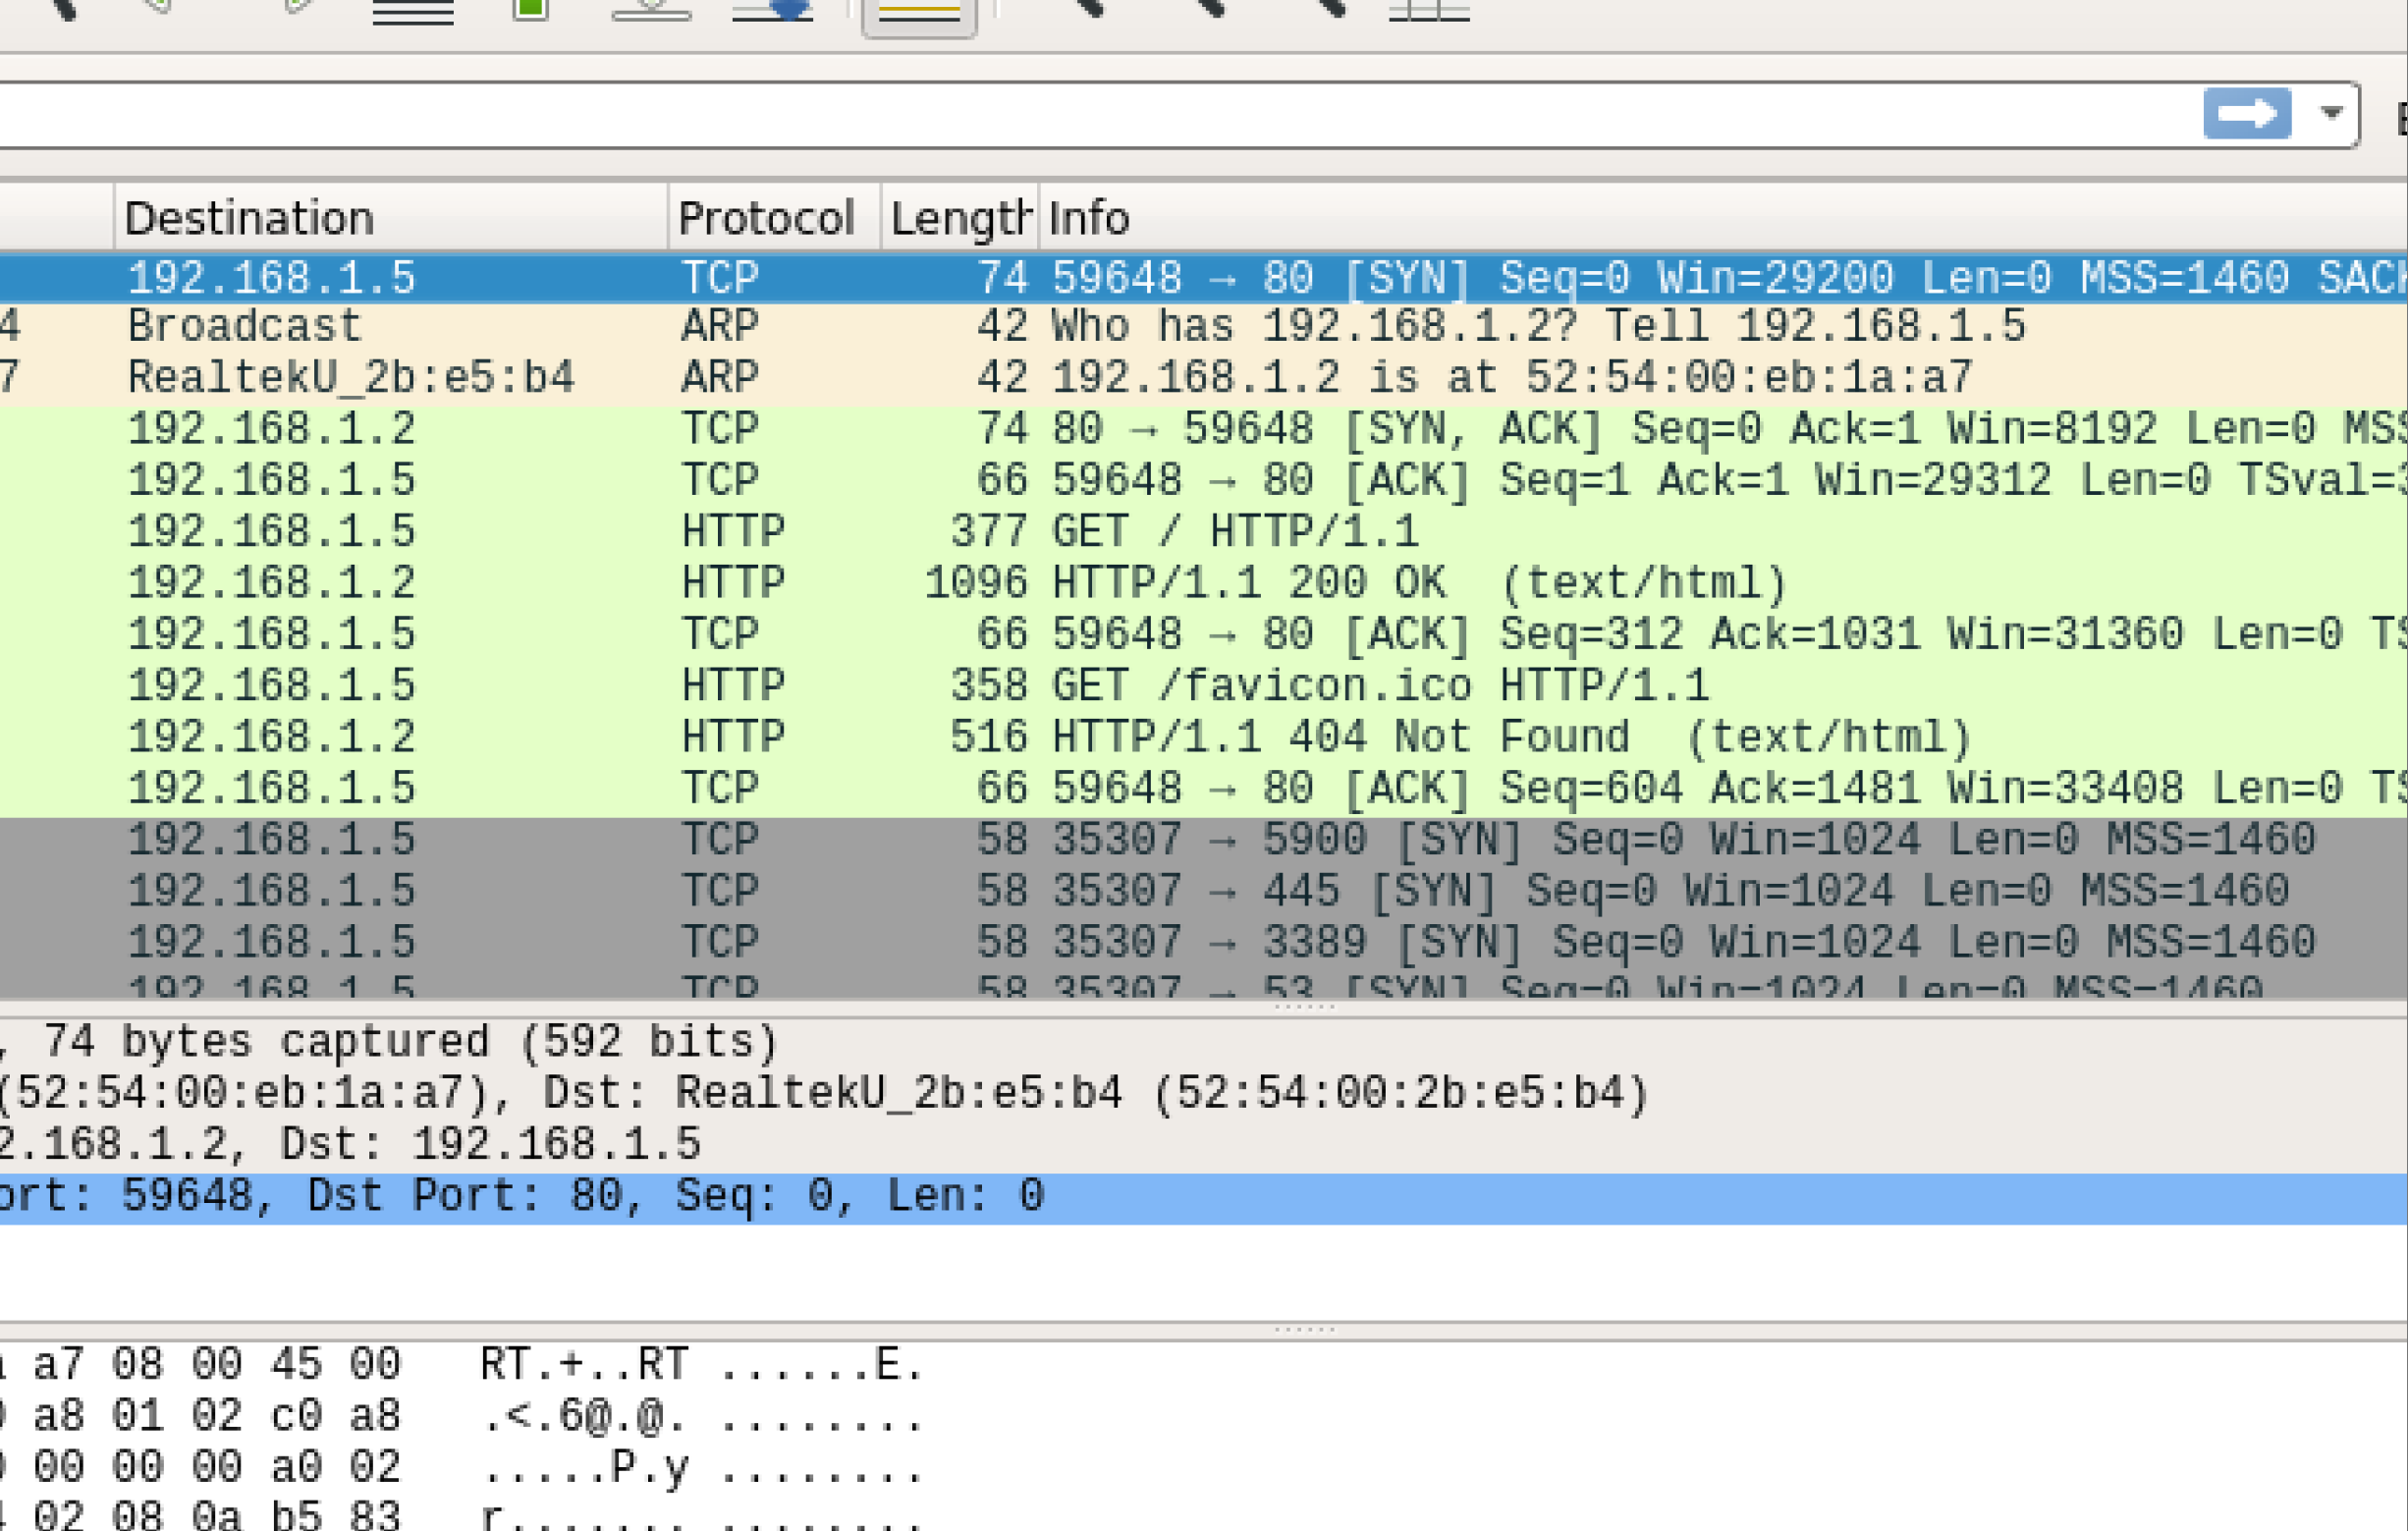 Destination Protocol Length Info
192.168.1.5 TCP 74 59648 → 80 [SYN] Seq=0 Win=29200 Len=0 MSS=1460 SACK
4 Broadcast ARP 42 Who has 192.168.1.2? Tell 192.168.1.5
7 RealtekU_2b:e5:b4 ARP 42 192.168.1.2 is at 52:54:00:eb:1a:a7
192.168.1.2 TCP 74 80 → 59648 [SYN, ACK] Seq=0 Ack=1 Win=8192 Len=0 MSS
192.168.1.5 TCP 66 59648 → 80 [ACK] Seq=1 Ack=1 Win=29312 Len=0 TSval=3
192.168.1.5 HTTP 377 GET / HTTP/1.1
192.168.1.2 HTTP 1096 HTTP/1.1 200 OK (text/html)
192.168.1.5 TCP 66 59648 → 80 [ACK] Seq=312 Ack=1031 Win=31360 Len=0 TS
192.168.1.5 HTTP 358 GET /favicon.ico HTTP/1.1
192.168.1.2 HTTP 516 HTTP/1.1 404 Not Found (text/html)
192.168.1.5 TCP 66 59648 → 80 [ACK] Seq=604 Ack=1481 Win=33408 Len=0 TS
192.168.1.5 TCP 58 35307 → 5900 [SYN] Seq=0 Win=1024 Len=0 MSS=1460
192.168.1.5 TCP 58 35307 → 445 [SYN] Seq=0 Win=1024 Len=0 MSS=1460
192.168.1.5 TCP 58 35307 → 3389 [SYN] Seq=0 Win=1024 Len=0 MSS=1460
192.168.1.5 TCP 58 35307 → 53 [SYN] Seq=0 Win=1024 Len=0 MSS=1460
, 74 bytes captured (592 bits)
(52:54:00:eb:1a:a7), Dst: RealtekU_2b:e5:b4 (52:54:00:2b:e5:b4)
2.168.1.2, Dst: 192.168.1.5
ort: 59648, Dst Port: 80, Seq: 0, Len: 0
a7 08 00 45 00 RT.+..RT ......E.
a8 01 02 c0 a8 .<.6@.@. ........
00 00 00 a0 02 .....P.y ........
02 08 0a b5 83 r....... ........